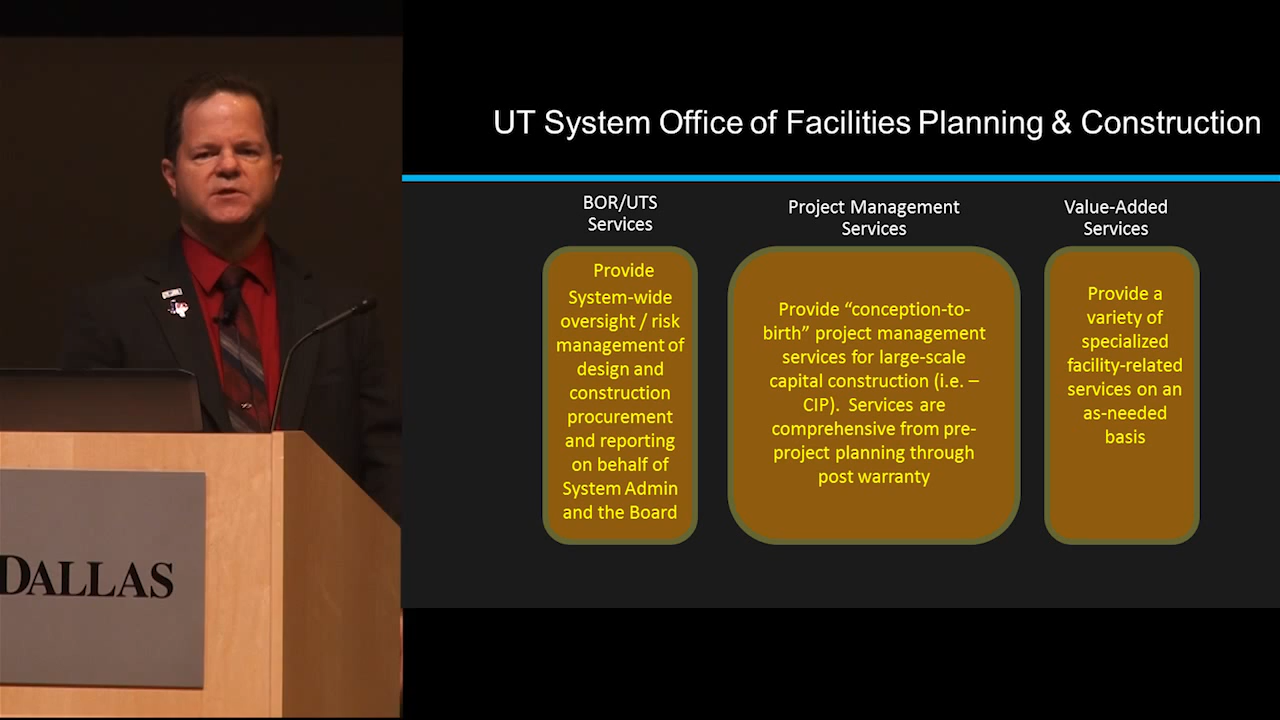 UT System Office of Facilities Planning & Construction
BOR/UTS
Services
Provide
System-wide
oversight / risk
management of
design and
construction
procurement
and reporting
on behalf of
System Admin
and the Board
Project Management
Services
Provide “conception-to-
birth” project management
services for large-scale
capital construction (i.e. –
CIP).  Services are
comprehensive from pre-
project planning through
post warranty
Value-Added
Services
Provide a
variety of
specialized
facility-related
services on an
as-needed
basis
DALLAS